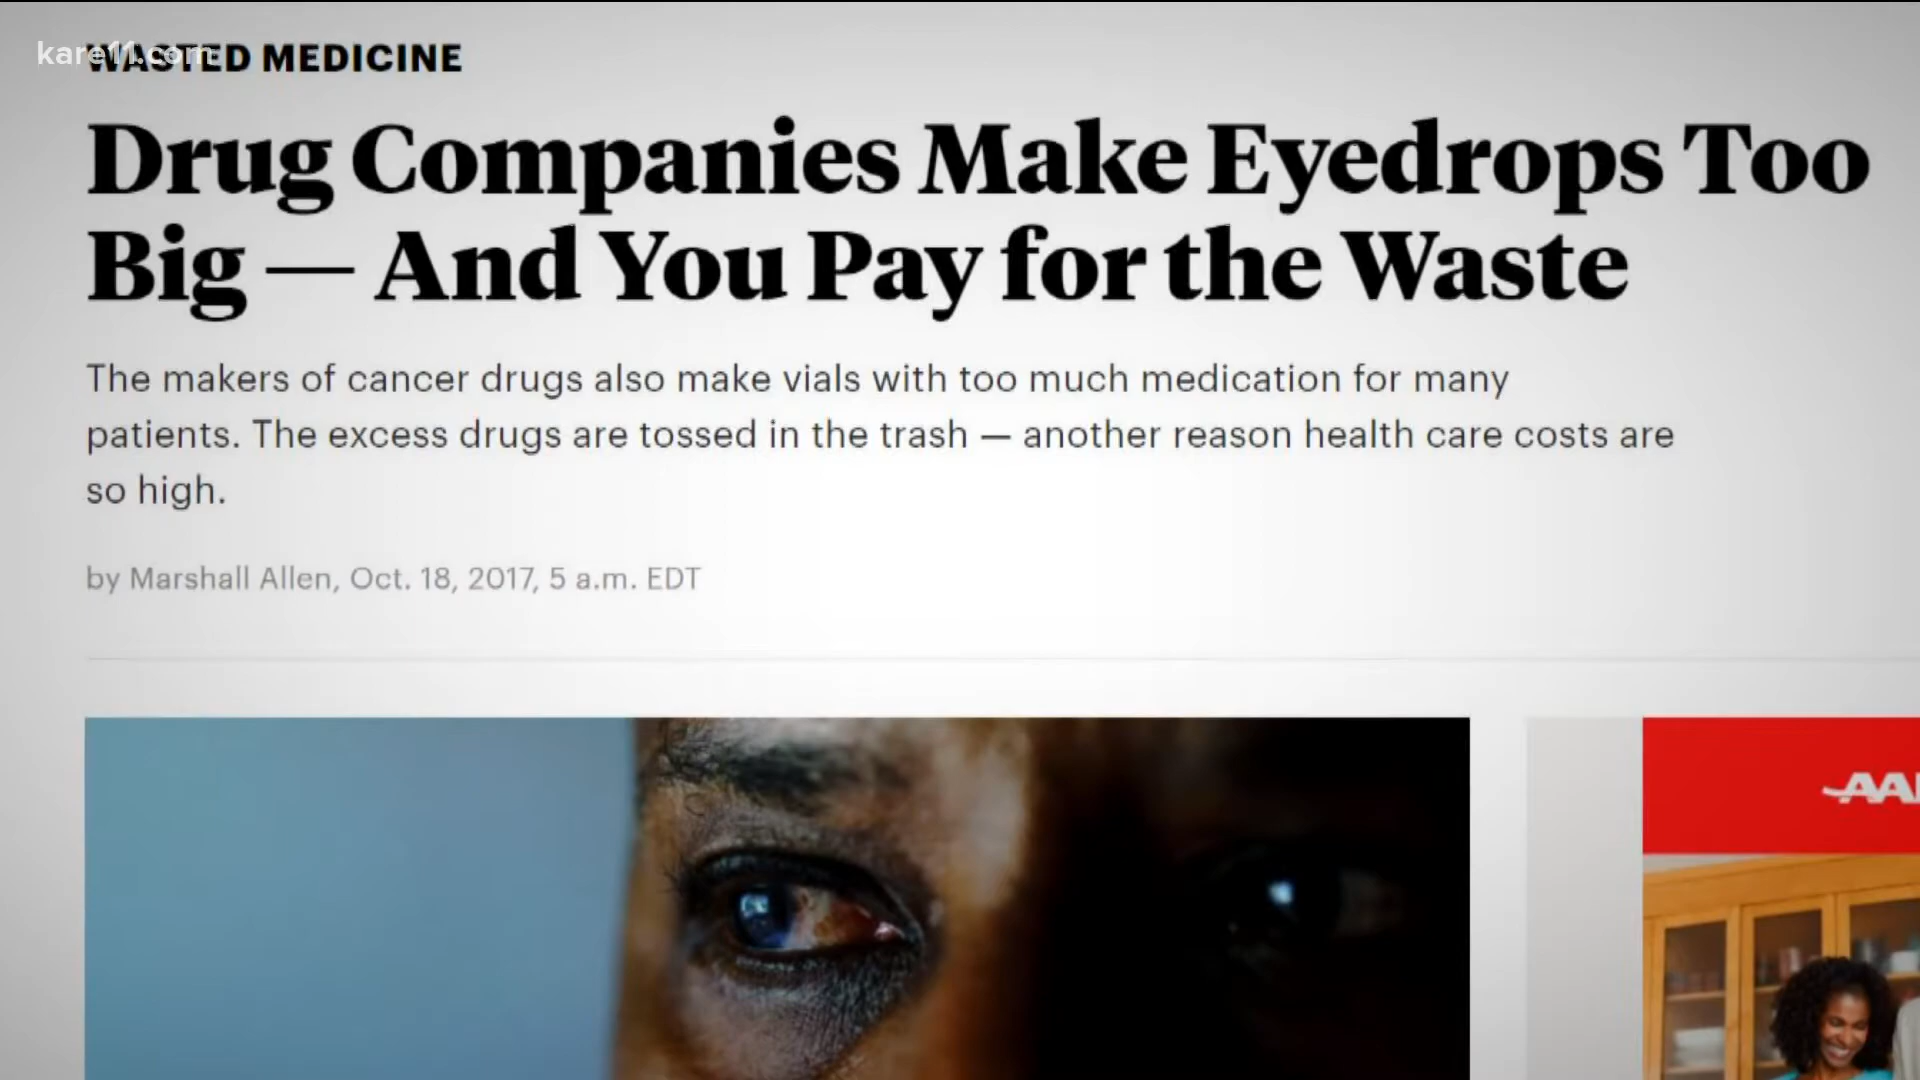 kare11.com
WASTED MEDICINE
Drug Companies Make Eyedrops Too
Big — And You Pay for the Waste
The makers of cancer drugs also make vials with too much medication for many
patients. The excess drugs are tossed in the trash — another reason health care costs are
so high.
by Marshall Allen, Oct. 18, 2017, 5 a.m. EDT